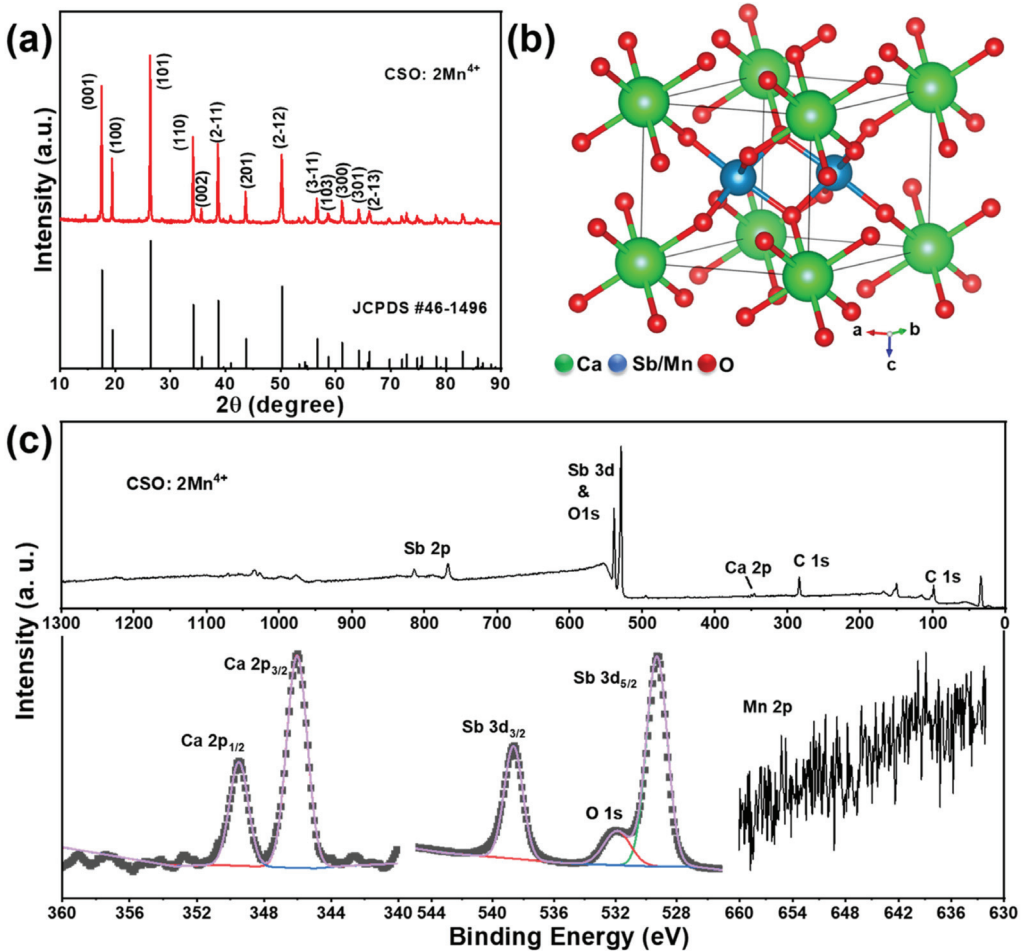 (a)
CSO: 2Mn⁴⁺
(001)
(100)
(101)
(110)
(002)
(2-11)
(201)
(2-12)
(3-11)
(103)
(300)
(301)
(2-13)
JCPDS #46-1496
Intensity (a.u.)
10 20 30 40 50 60 70 80 90
2θ (degree)
(b)
a b
c
Ca Sb/Mn O
(c)
CSO: 2Mn⁴⁺
Sb 2p
Sb 3d
&
O1s
Ca 2p
C 1s
C 1s
1300 1200 1100 1000 900 800 700 600 500 400 300 200 100 0
Intensity (a. u.)
Ca 2p₁/₂
Ca 2p₃/₂
Sb 3d₃/₂
O 1s
Sb 3d₅/₂
Mn 2p
360 356 352 348 344 340 544 540 536 532 528 660 654 648 642 636 630
Binding Energy (eV)